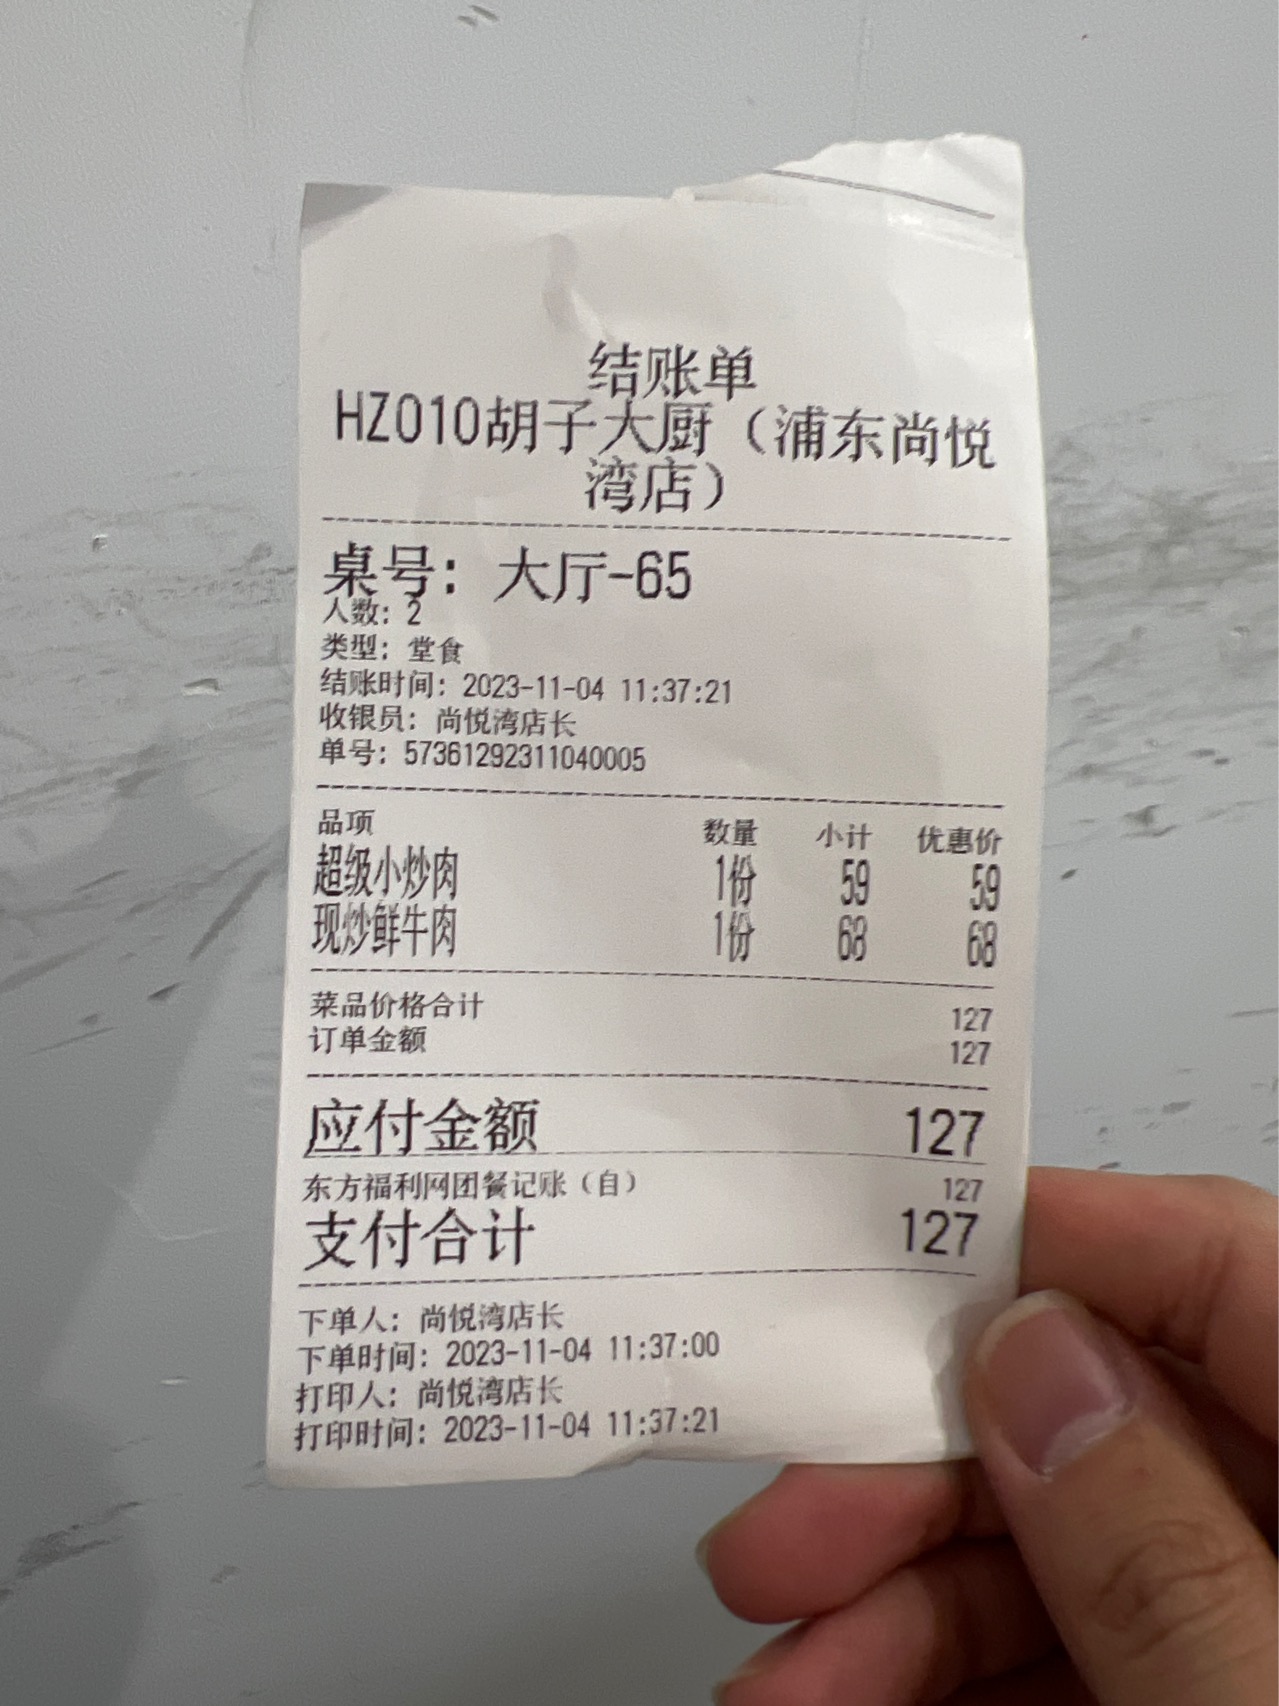 结账单
HZ010胡子大厨（浦东尚悦
湾店）
桌号：大厅-65
人数：2
类型：堂食
结账时间：2023-11-04 11:37:21
收银员：尚悦湾店长
单号：573612922311040005
品项 数量 小计 优惠价
超级小炒肉 1份 59 59
现炒鲜牛肉 1份 68 68
菜品价格合计 127
订单金额 127
应付金额 127
东方福利网团餐记账（自） 127
支付合计 127
下单人：尚悦湾店长
下单时间：2023-11-04 11:37:00
打印人：尚悦湾店长
打印时间：2023-11-04 11:37:21